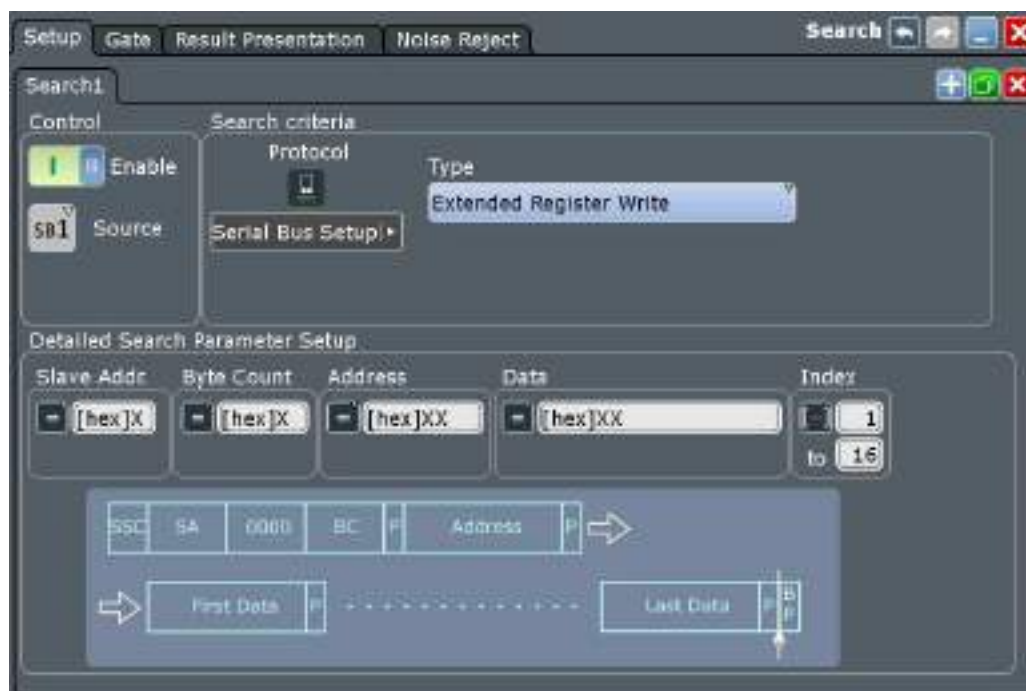 Setup Gate Result Presentation Noise Reject Search
Search1
Control Search criteria
Protocol
Enable
Type
Extended Register Write
SB1 Source
Serial Bus Setup
Detailed Search Parameter Setup
Slave Addr Byte Count Address Data Index
[hex]X [hex]X [hex]XX [hex]XX 1
to 16
SSC SA 0000 BC P Address P
First Data P Last Data P B P